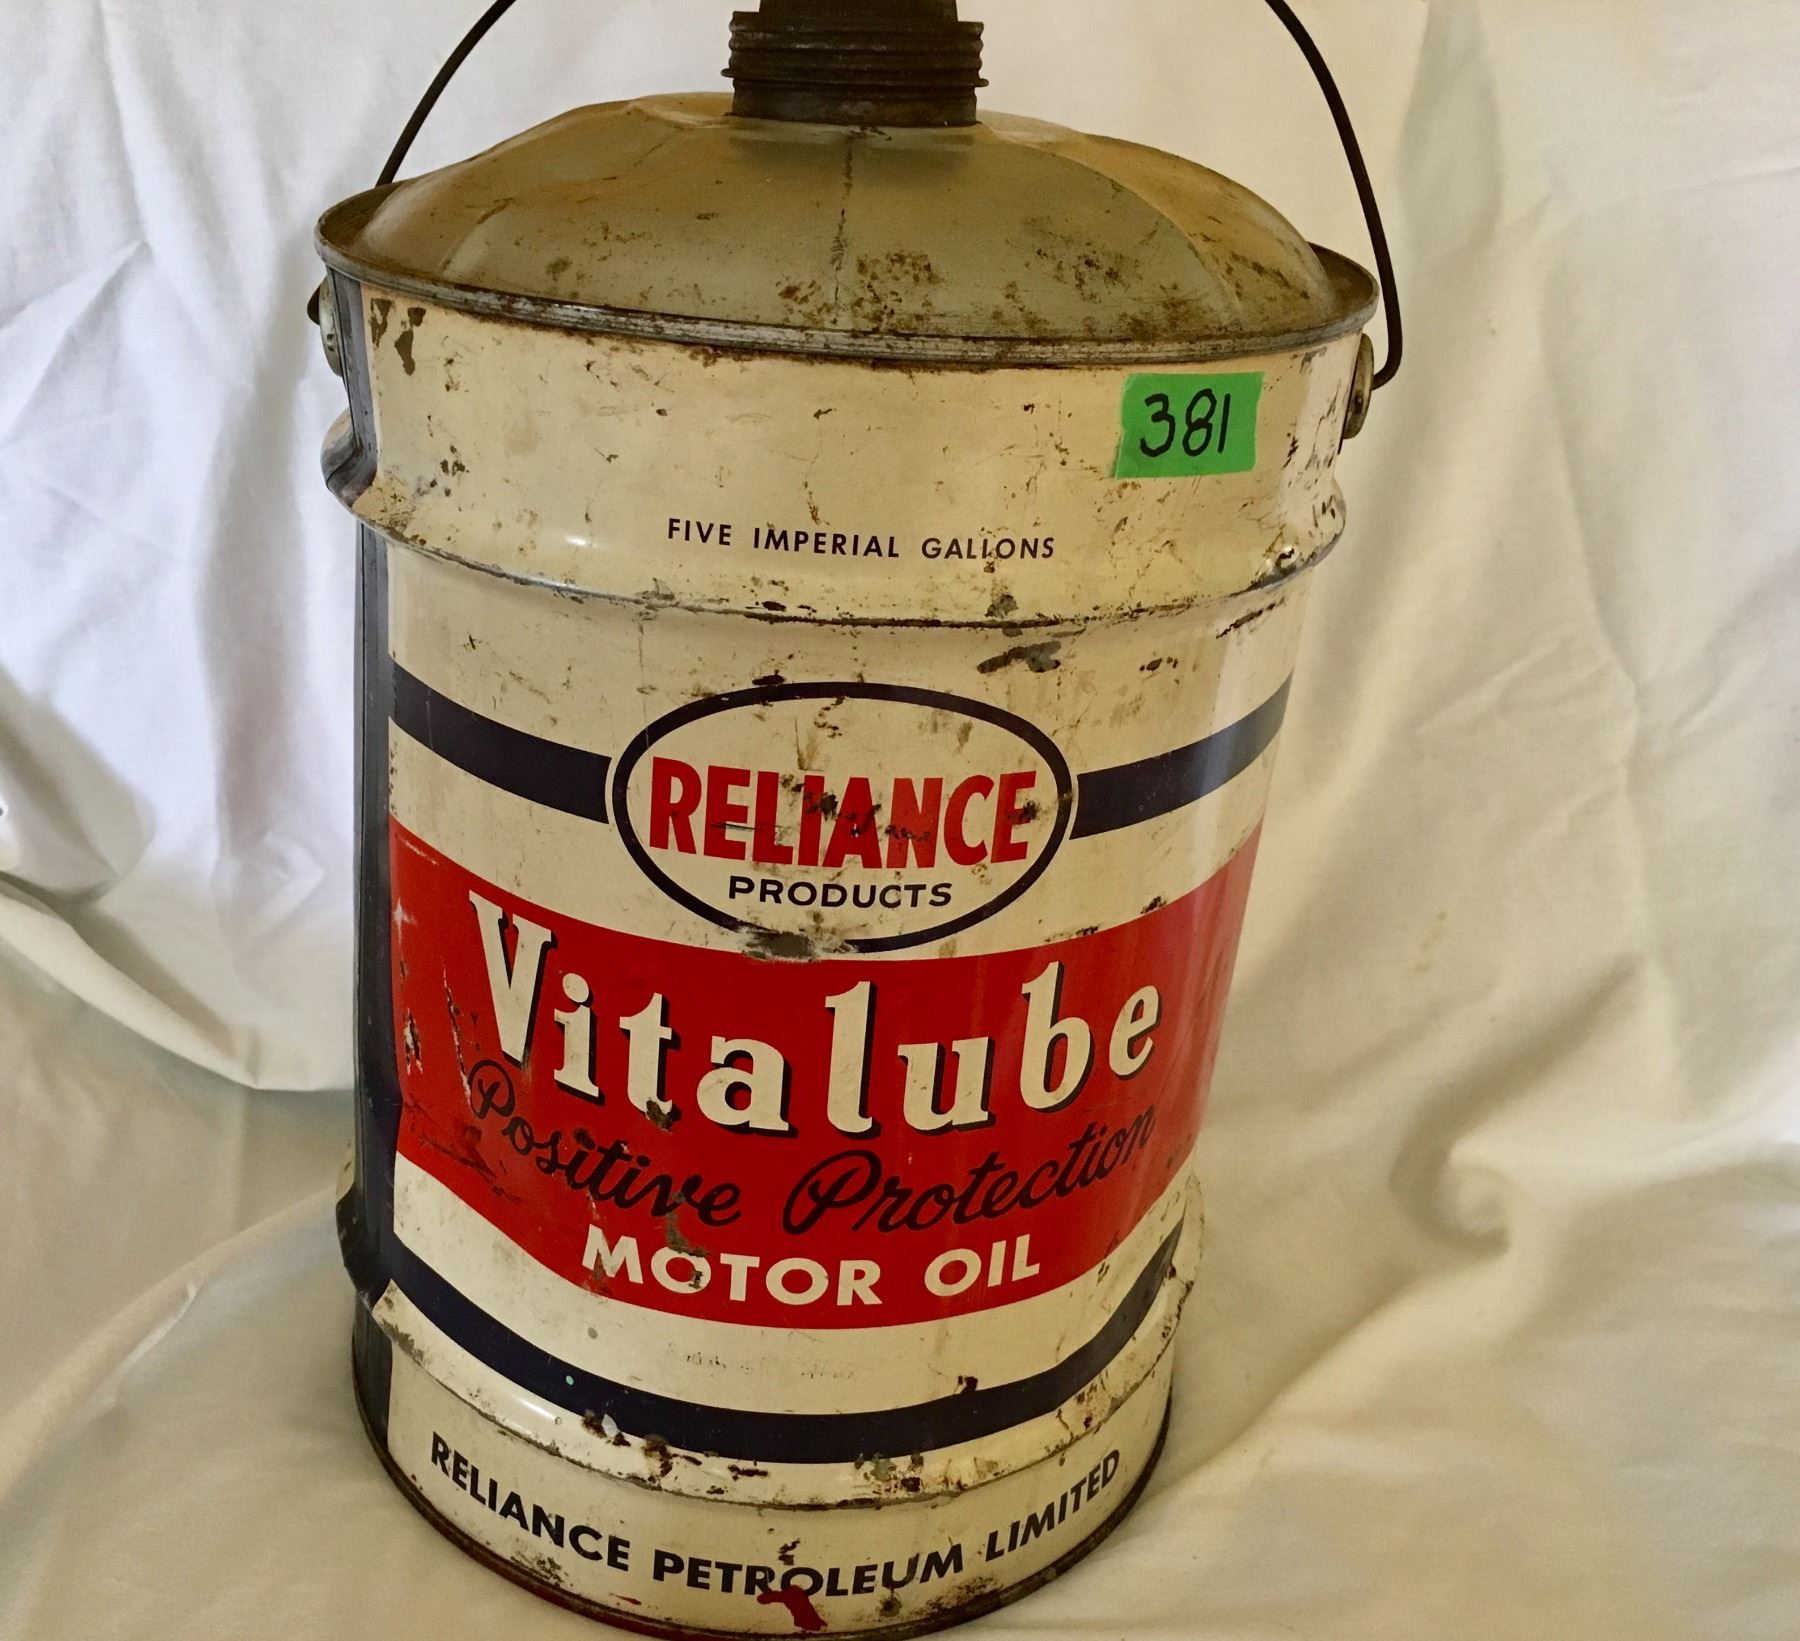 381
FIVE IMPERIAL GALLONS
RELIANCE
PRODUCTS
Vitalube
Positive Protection
MOTOR OIL
RELIANCE PETROLEUM LIMITED